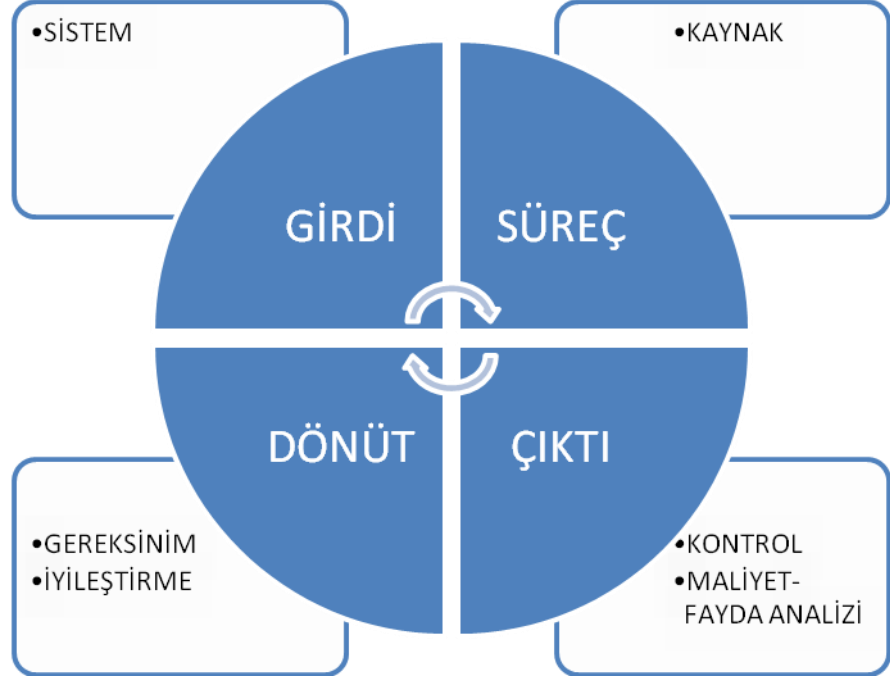 •SİSTEM
•KAYNAK
GİRDİ
SÜREÇ
DÖNÜT
ÇIKTI
•GEREKSİNİM
•İYİLEŞTİRME
•KONTROL
•MALİYET-
FAYDA ANALİZİ